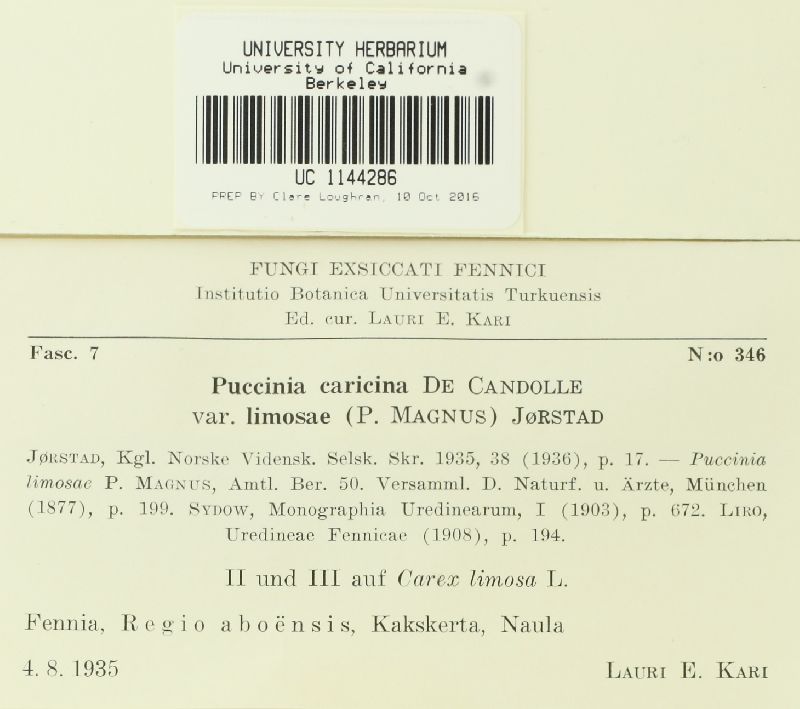 UNIVERSITY HERBARIUM
University of California
Berkeley
UC 1144286
PREP BY Clare Loughran, 10 Oct 2016
FUNGI EXSICCATI FENNICI
Institutio Botanica Universitatis Turkuensis
Ed. cur. LAURI E. KARI
Fasc. 7 N:o 346
Puccinia caricina DE CANDOLLE
var. limosae (P. MAGNUS) JØRSTAD
JØRSTAD, Kgl. Norske Vidensk. Selsk. Skr. 1935, 38 (1936), p. 17. — Puccinia
limosae P. MAGNUS, Amtl. Ber. 50. Versamml. D. Naturf. u. Ärzte, München
(1877), p. 199. SYDOW, Monographia Uredinearum, I (1903), p. 672. LIRO,
Uredineae Fennicae (1908), p. 194.
II und III auf Carex limosa L.
Fennia, Regio aboënsis, Kakskerta, Naula
4. 8. 1935 LAURI E. KARI